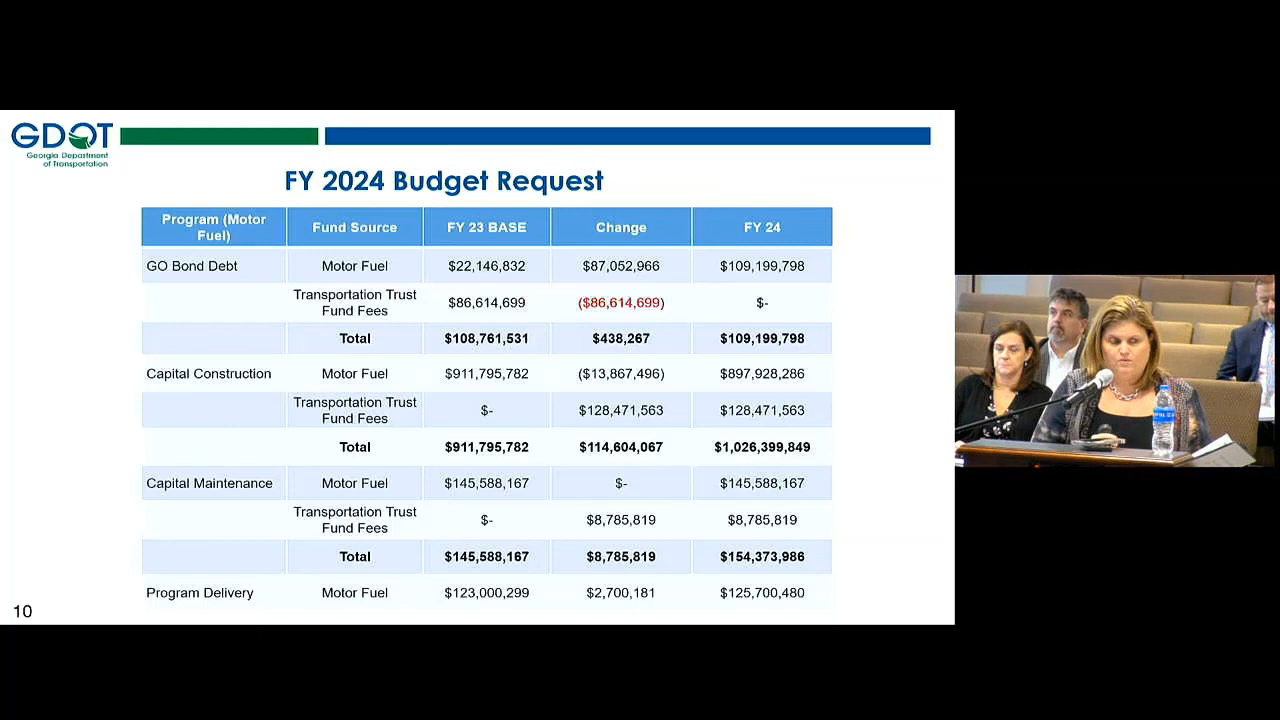 GDOT
Georgia Department
of Transportation
FY 2024 Budget Request
Program (Motor
Fuel)
Fund Source
FY 23 BASE
Change
FY 24
GO Bond Debt
Motor Fuel
$22,146,832
$87,052,966
$109,199,798
Transportation Trust
Fund Fees
$86,614,699
($86,614,699)
$-
Total
$108,761,531
$438,267
$109,199,798
Capital Construction
Motor Fuel
$911,795,782
($13,867,496)
$897,928,286
Transportation Trust
Fund Fees
$-
$128,471,563
$128,471,563
Total
$911,795,782
$114,604,067
$1,026,399,849
Capital Maintenance
Motor Fuel
$145,588,167
$-
$145,588,167
Transportation Trust
Fund Fees
$-
$8,785,819
$8,785,819
Total
$145,588,167
$8,785,819
$154,373,986
Program Delivery
Motor Fuel
$123,000,299
$2,700,181
$125,700,480
10